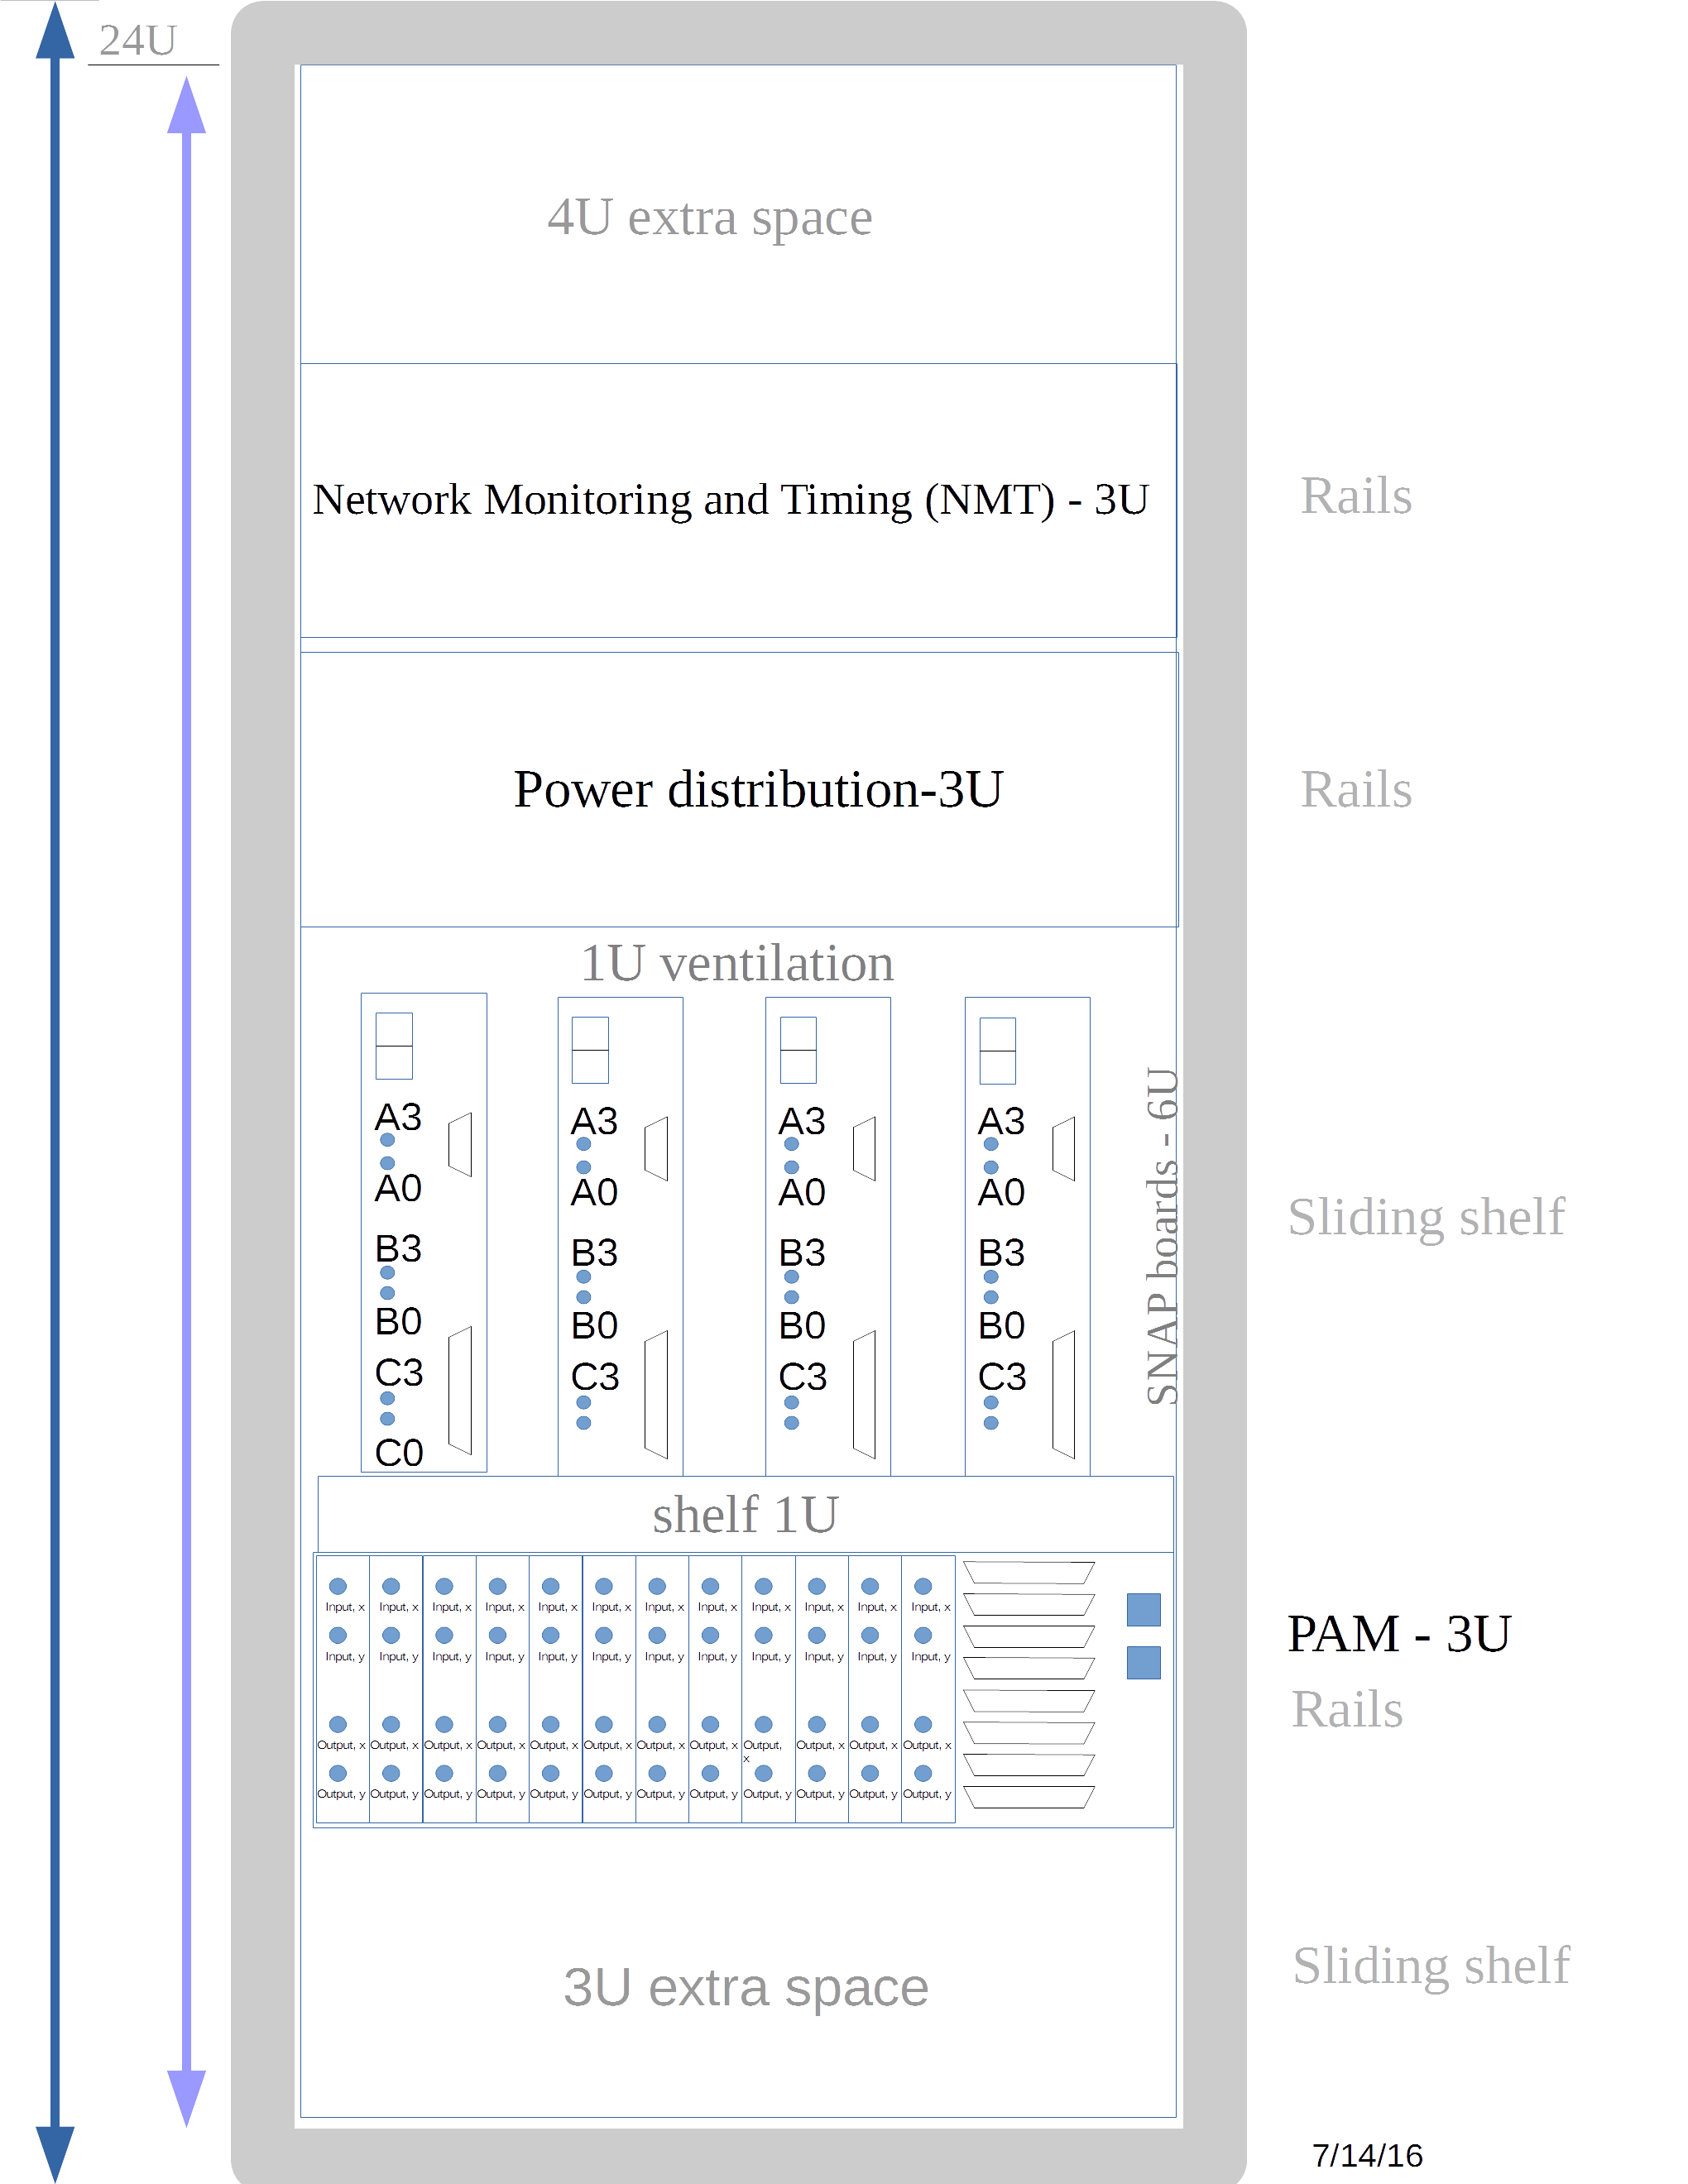 24U
4U extra space
Network Monitoring and Timing (NMT) - 3U
Rails
Power distribution-3U
Rails
1U ventilation
A3 A3 A3 A3
A0 A0 A0 A0
B3 B3 B3 B3
B0 B0 B0 B0
C3 C3 C3 C3
C0
SNAP boards - 6U
Sliding shelf
shelf 1U
Input, x Input, x Input, x Input, x Input, x Input, x Input, x Input, x Input, x Input, x Input, x Input, x
Input, y Input, y Input, y Input, y Input, y Input, y Input, y Input, y Input, y Input, y Input, y Input, y
Output, x Output, x Output, x Output, x Output, x Output, x Output, x Output, x Output, x Output, x Output, x Output, x
Output, y Output, y Output, y Output, y Output, y Output, y Output, y Output, y Output, y Output, y Output, y Output, y
PAM - 3U
Rails
3U extra space
Sliding shelf
7/14/16